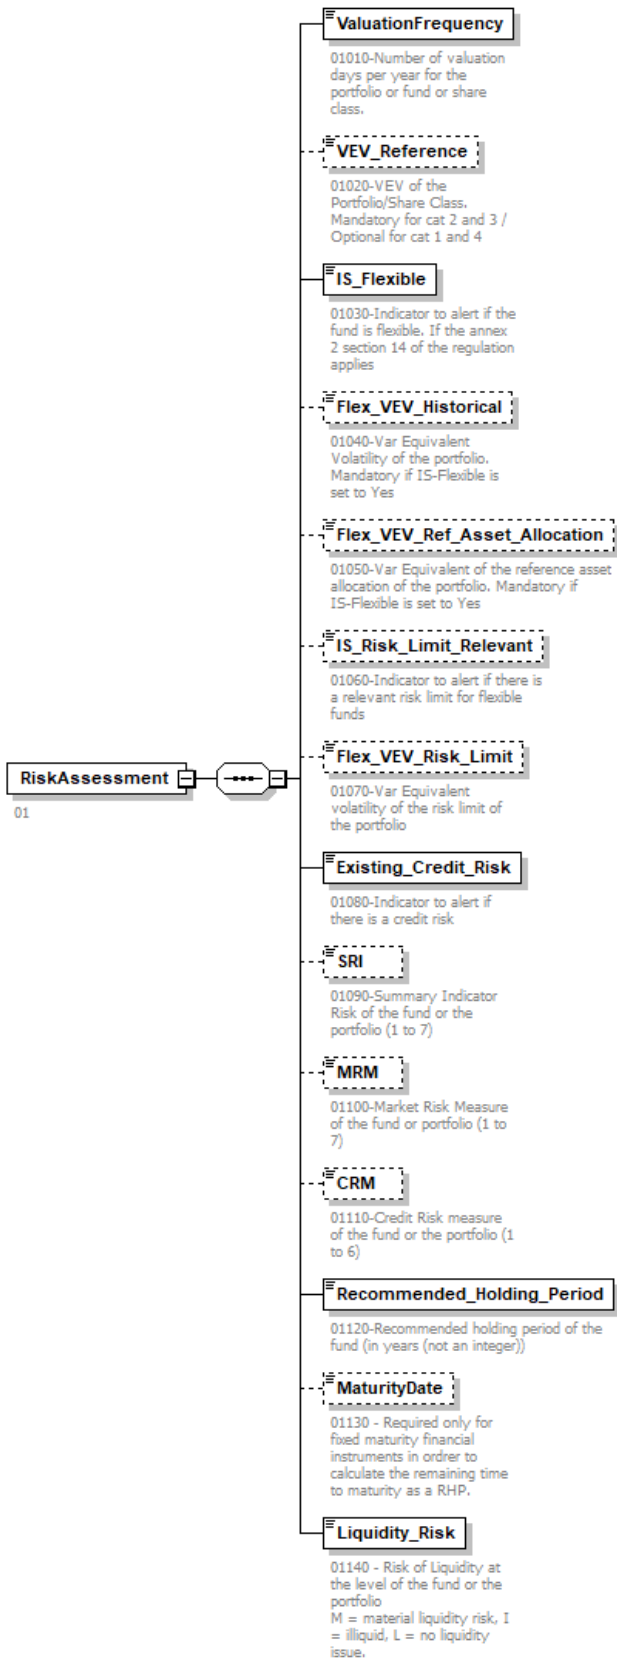 ValuationFrequency
01010-Number of valuation
days per year for the
portfolio or fund or share
class.
VEV_Reference
01020-VEV of the
Portfolio/Share Class.
Mandatory for cat 2 and 3 /
Optional for cat 1 and 4
IS_Flexible
01030-Indicator to alert if the
fund is flexible. If the annex
2 section 14 of the regulation
applies
Flex_VEV_Historical
01040-Var Equivalent
Volatility of the portfolio.
Mandatory if IS-Flexible is
set to Yes
Flex_VEV_Ref_Asset_Allocation
01050-Var Equivalent of the reference asset
allocation of the portfolio. Mandatory if
IS-Flexible is set to Yes
IS_Risk_Limit_Relevant
01060-Indicator to alert if there is
a relevant risk limit for flexible
funds
RiskAssessment
01
Flex_VEV_Risk_Limit
01070-Var Equivalent
volatility of the risk limit of
the portfolio
Existing_Credit_Risk
01080-Indicator to alert if
there is a credit risk
SRI
01090-Summary Indicator
Risk of the fund or the
portfolio (1 to 7)
MRM
01100-Market Risk Measure
of the fund or portfolio (1 to
7)
CRM
01110-Credit Risk measure
of the fund or the portfolio (1
to 6)
Recommended_Holding_Period
01120-Recommended holding period of the
fund (in years (not an integer))
MaturityDate
01130 - Required only for
fixed maturity financial
instruments in ordrer to
calculate the remaining time
to maturity as a RHP.
Liquidity_Risk
01140 - Risk of Liquidity at
the level of the fund or the
portfolio
M = material liquidity risk, I
= illiquid, L = no liquidity
issue.